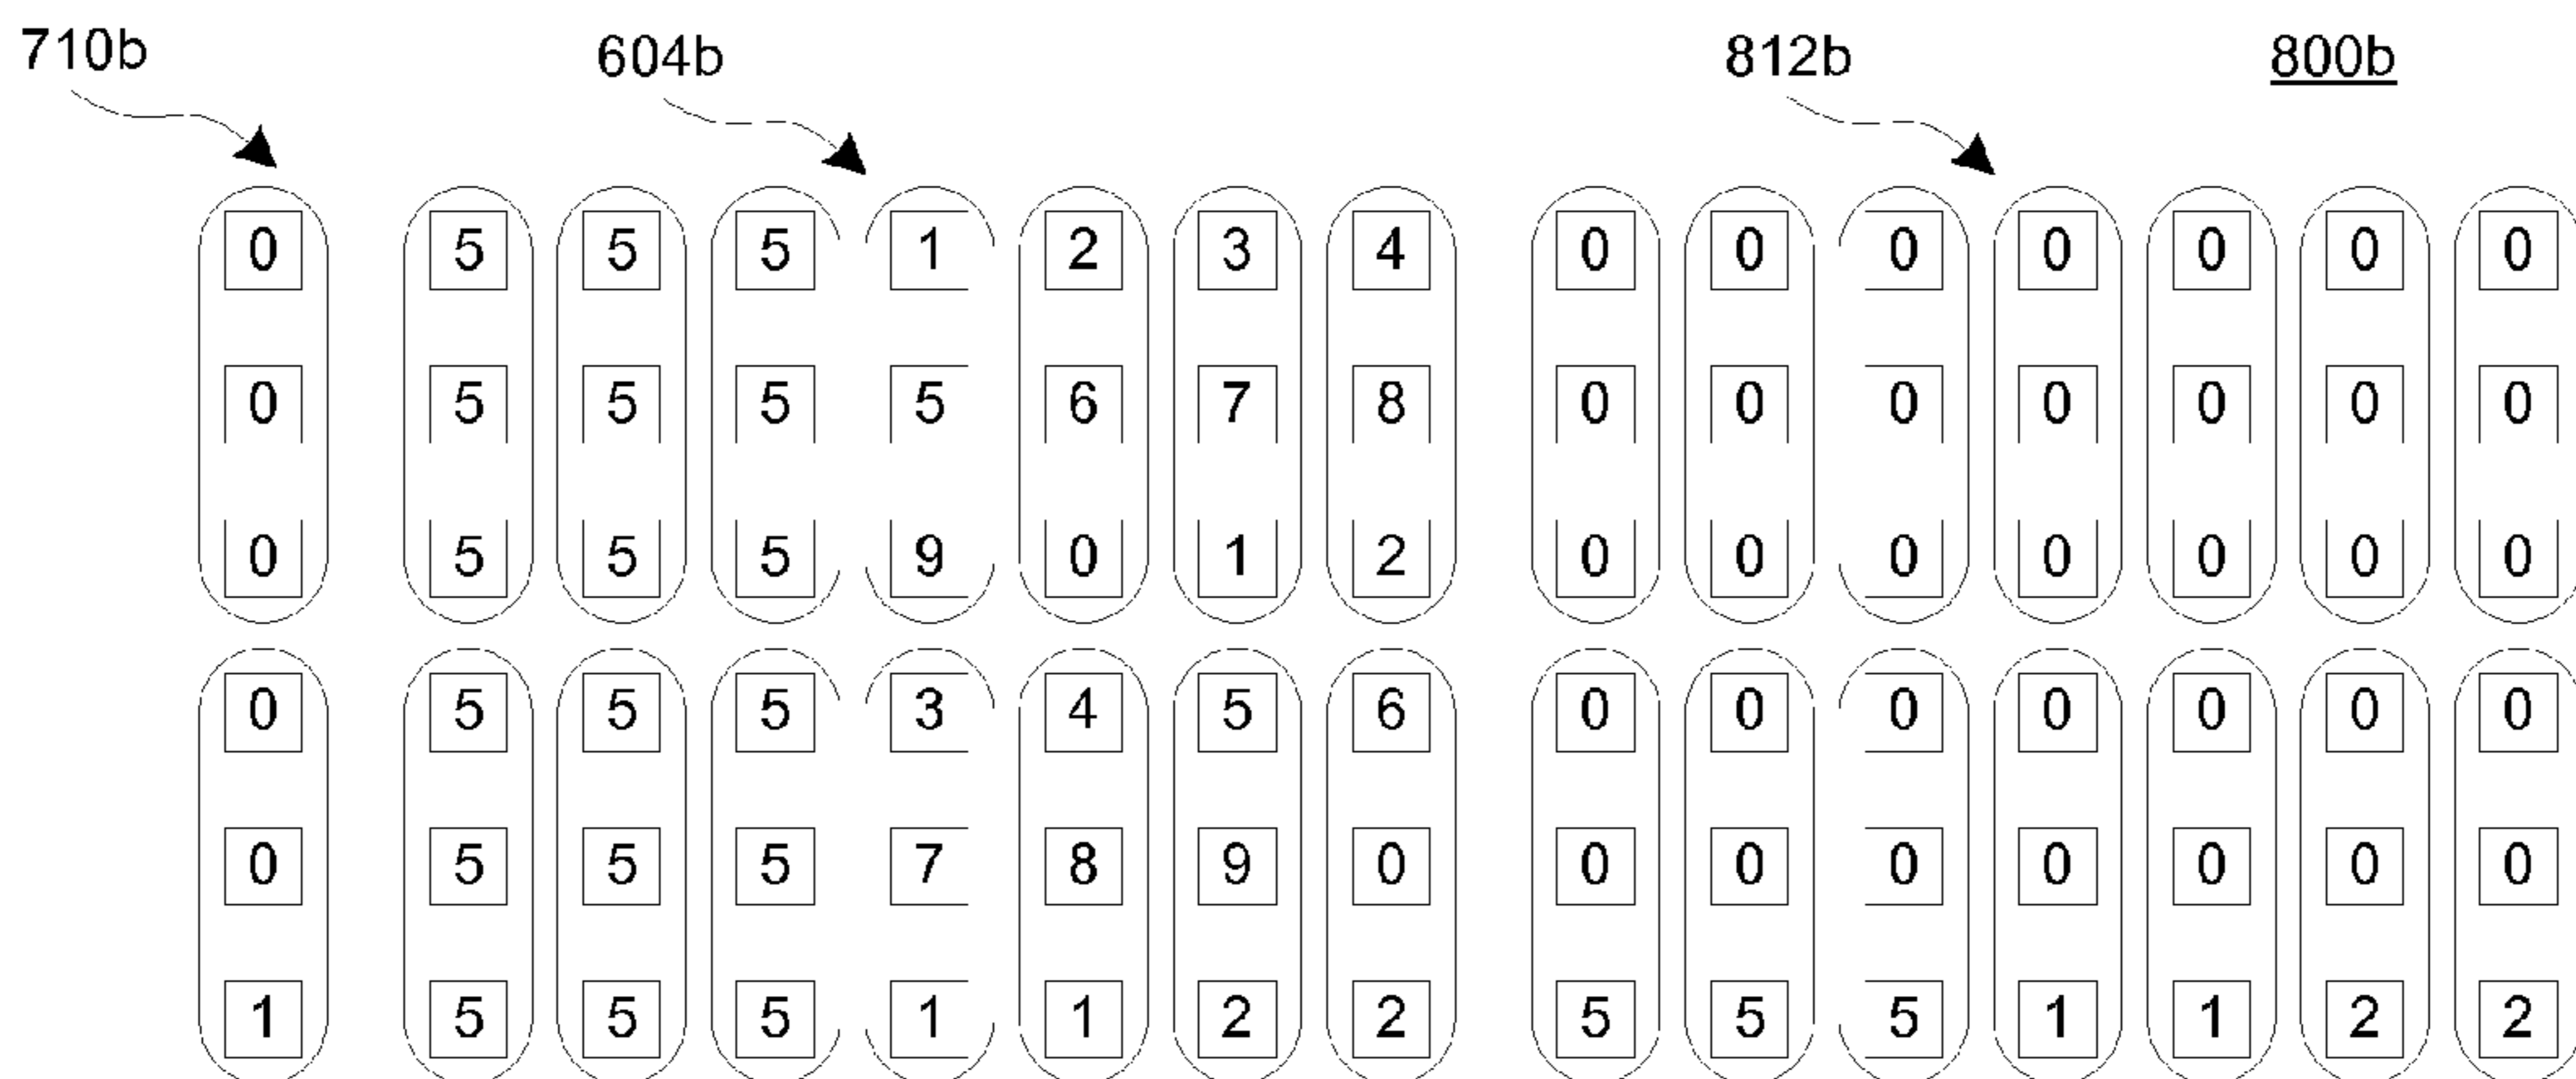 710b 604b 812b 800b
0 5 5 5 1 2 3 4 0 0 0 0 0 0 0
0 5 5 5 5 6 7 8 0 0 0 0 0 0 0
0 5 5 5 9 0 1 2 0 0 0 0 0 0 0
0 5 5 5 3 4 5 6 0 0 0 0 0 0 0
0 5 5 5 7 8 9 0 0 0 0 0 0 0 0
1 5 5 5 1 1 2 2 5 5 5 1 1 2 2